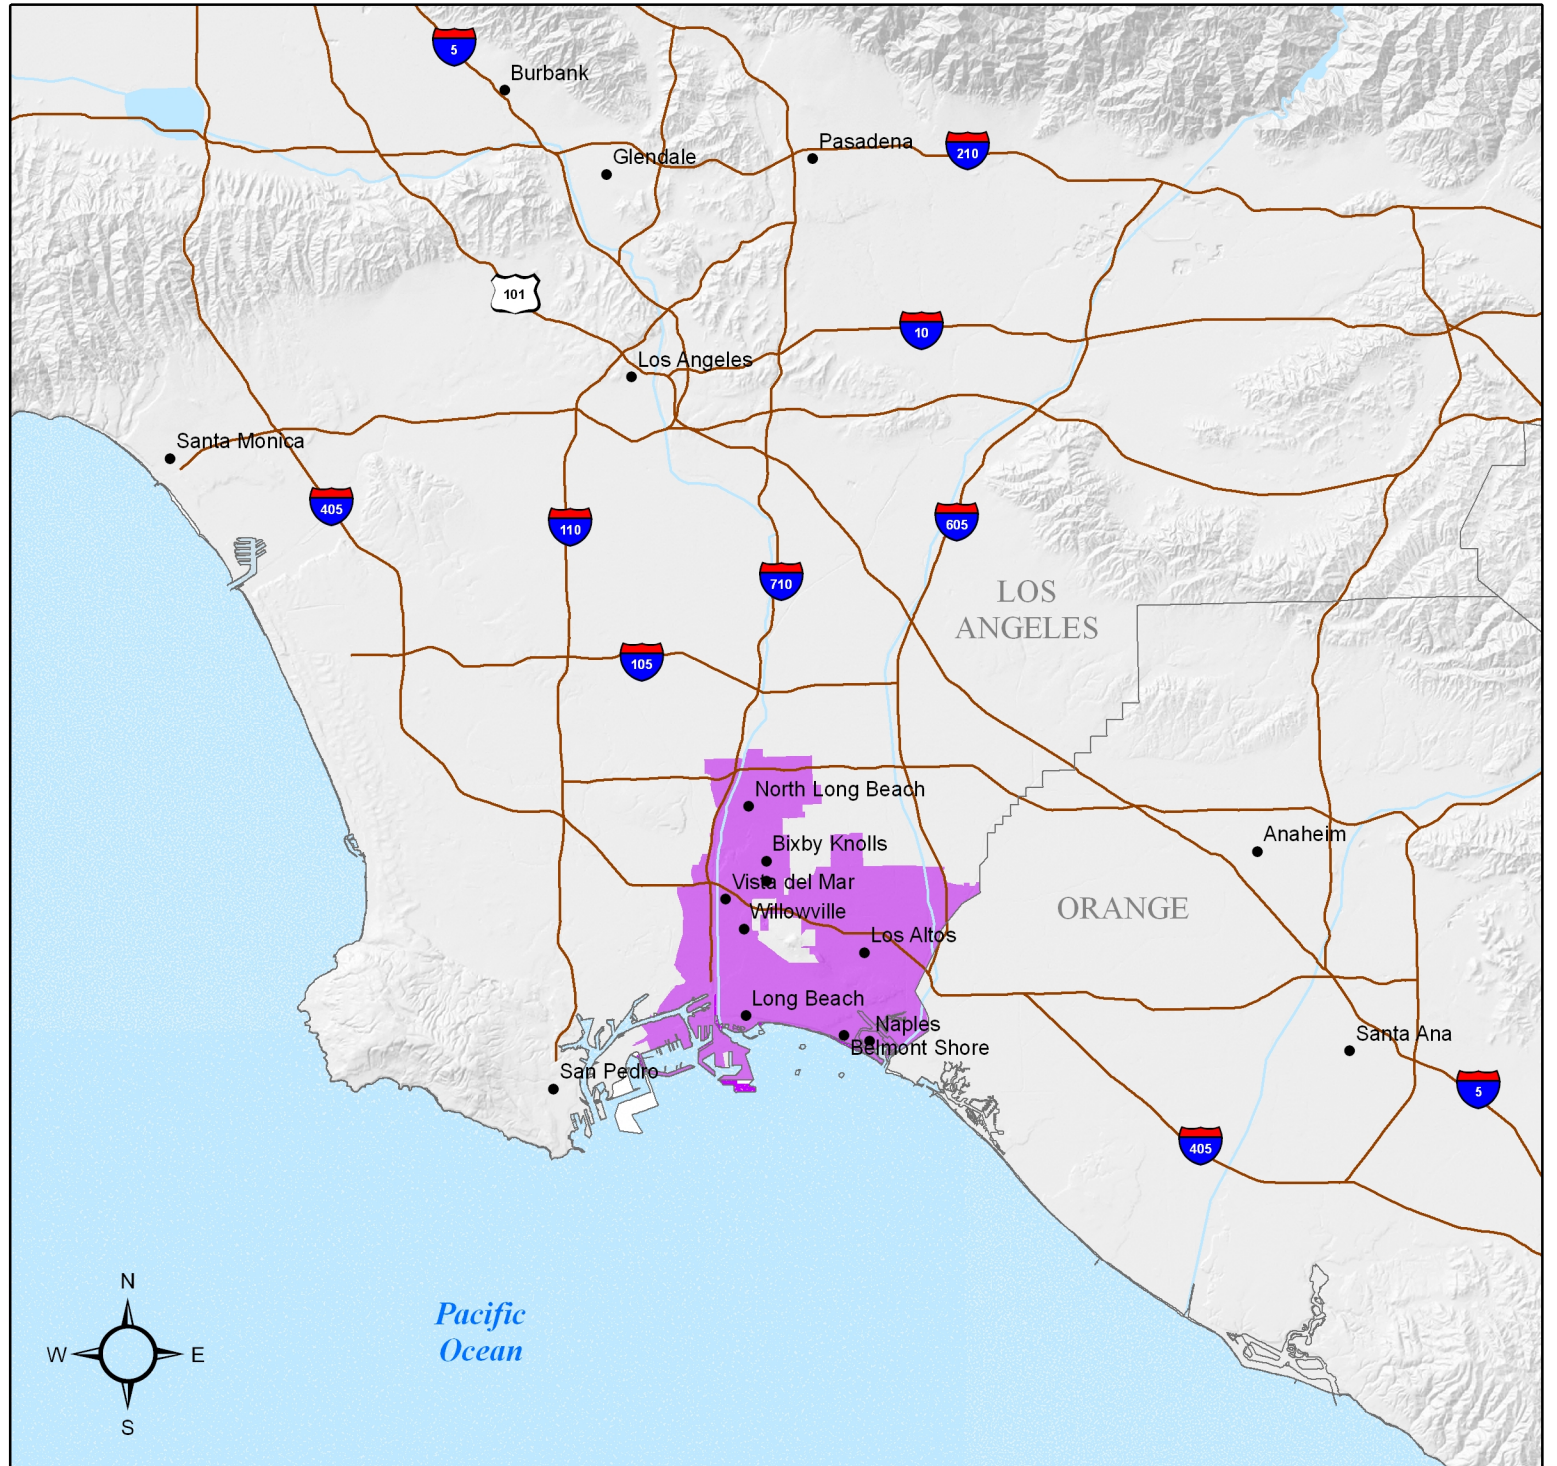 5
Burbank
Pasadena
210
Glendale
101
10
Los Angeles
Santa Monica
405
110
605
710
LOS
ANGELES
105
North Long Beach
Anaheim
Bixby Knolls
Vista del Mar
Willowville
ORANGE
Los Altos
Long Beach
Naples
Santa Ana
Belmont Shore
San Pedro
5
405
N
Pacific
Ocean
W
E
S